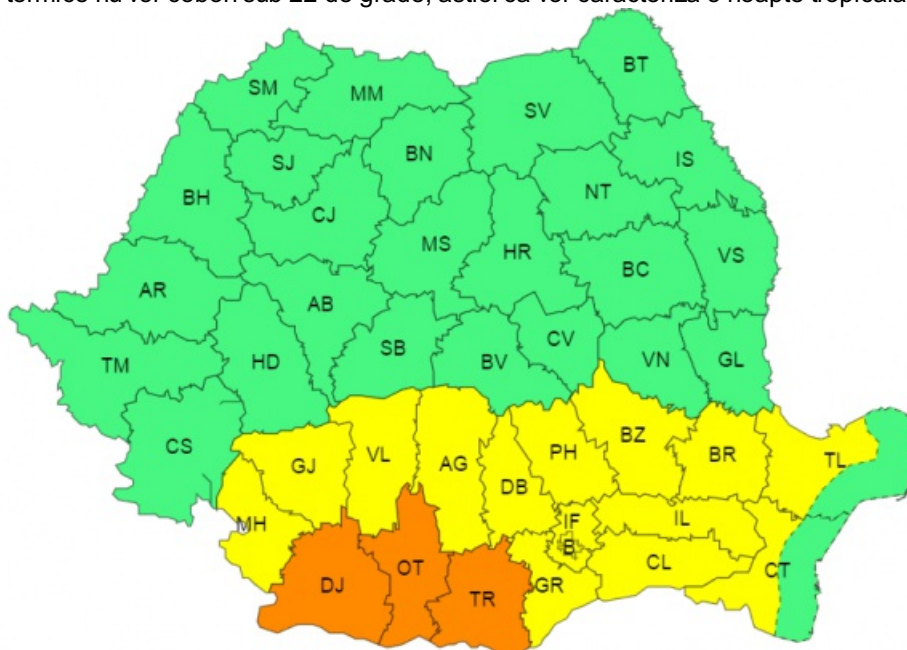 termice nu vor coborî sub 22 de grade, astfel că vor caracteriza o noapte tropicală
BT
SM
MM
SV
BN
IS
SJ
NT
BH
CJ
MS
HR
VS
BC
AR
AB
SB
CV
TM
HD
BV
VN
GL
CS
BZ
VL
PH
BR
GJ
AG
TL
DB
IF
IL
MH
B
CL
CT
OT
DJ
TR
GR